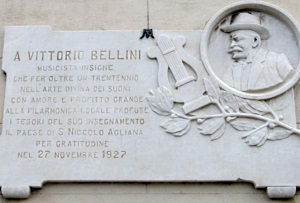 A VITTORIO BELLINI
MUSICISTA INSIGNE
CHE PER OLTRE UN TRENTENNIO
NELL'ARTE DIVINA DEI SUONI
CON AMORE E PROFITTO GRANDE
ALLA FILARMONICA LOCALE PROFUSE
I TESORI DEL SUO INSEGNAMENTO
IL PAESE DI S. NICCOLO AGLIANA
PER GRATITUDINE
NEL 27 NOVEMBRE 1927